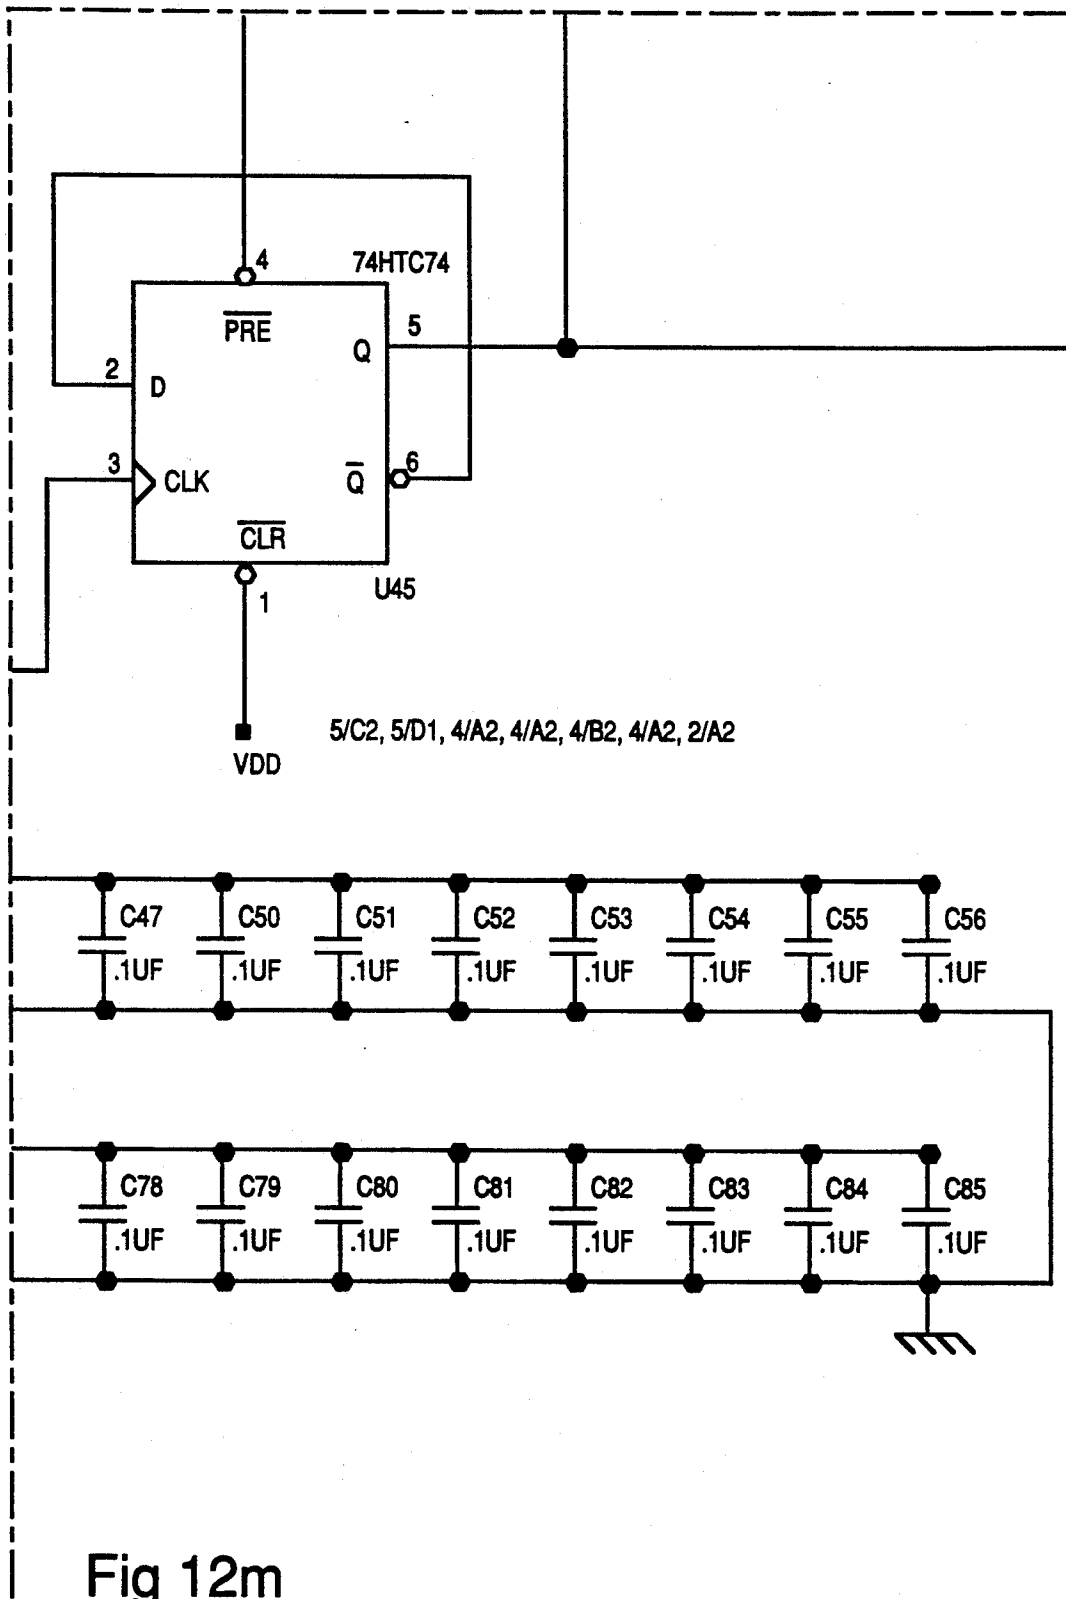 4
74HTC74
PRE
5
Q
2
D
3
CLK
6
Q
CLR
U45
1
5/C2, 5/D1, 4/A2, 4/A2, 4/B2, 4/A2, 2/A2
VDD
C47 C50 C51 C52 C53 C54 C55 C56
.1UF .1UF .1UF .1UF .1UF .1UF .1UF .1UF
C78 C79 C80 C81 C82 C83 C84 C85
.1UF .1UF .1UF .1UF .1UF .1UF .1UF .1UF
Fig 12m